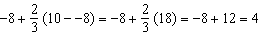 −8 + 2/3 (10 − −8) = −8 + 2/3 (18) = −8 + 12 = 4